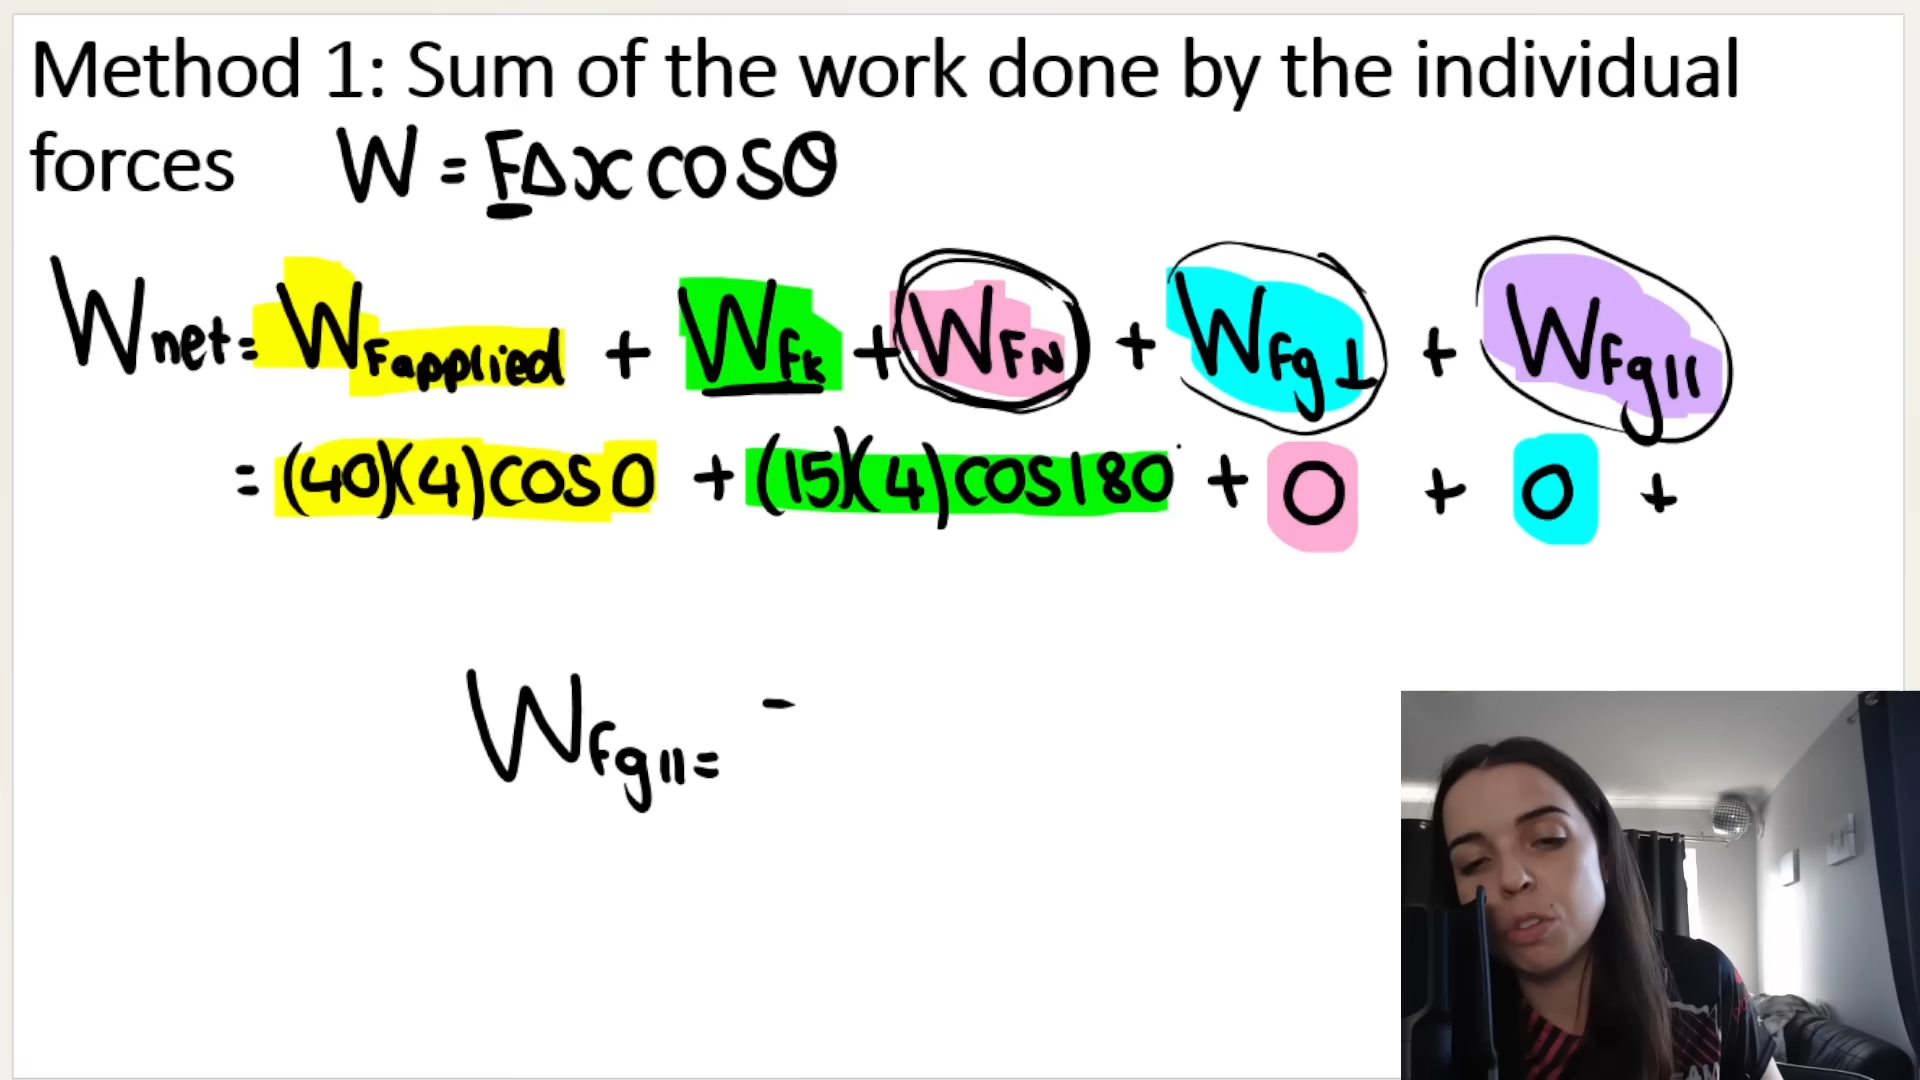 Method 1: Sum of the work done by the individual
forces W = FΔx cosθ
Wnet = WFapplied + Wfk + WFN + WFg⊥ + WFg||
= (40)(4)cos0 + (15)(4)cos180 + 0 + 0 +
WFg|| = -